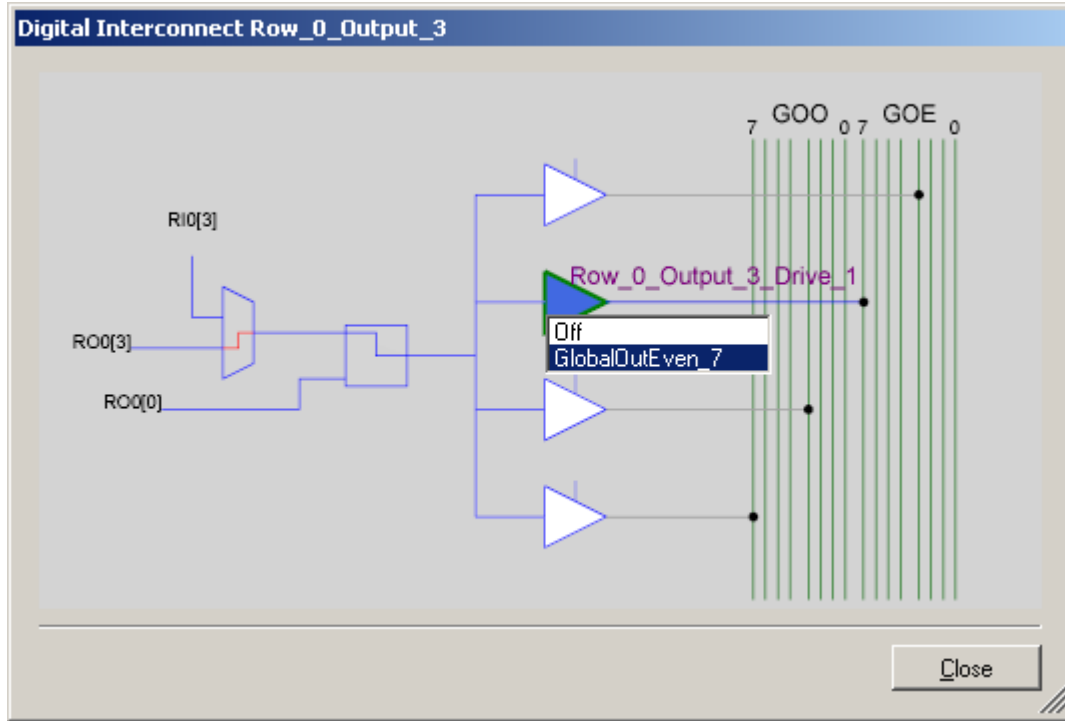 Digital Interconnect Row_0_Output_3
7 GOO 0 7 GOE 0
RI0[3]
Row_0_Output_3_Drive_1
Off
RO0[3]
GlobalOutEven_7
RO0[0]
Close